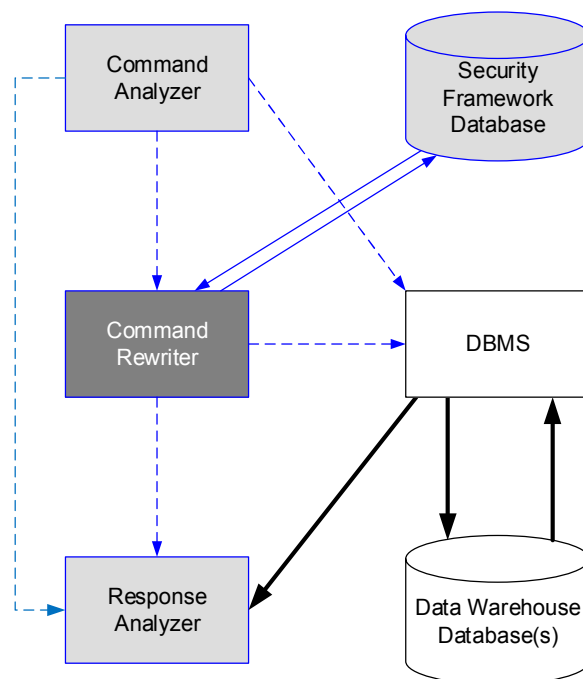 Command
Analyzer
Security
Framework
Database
Command
Rewriter
DBMS
Response
Analyzer
Data Warehouse
Database(s)